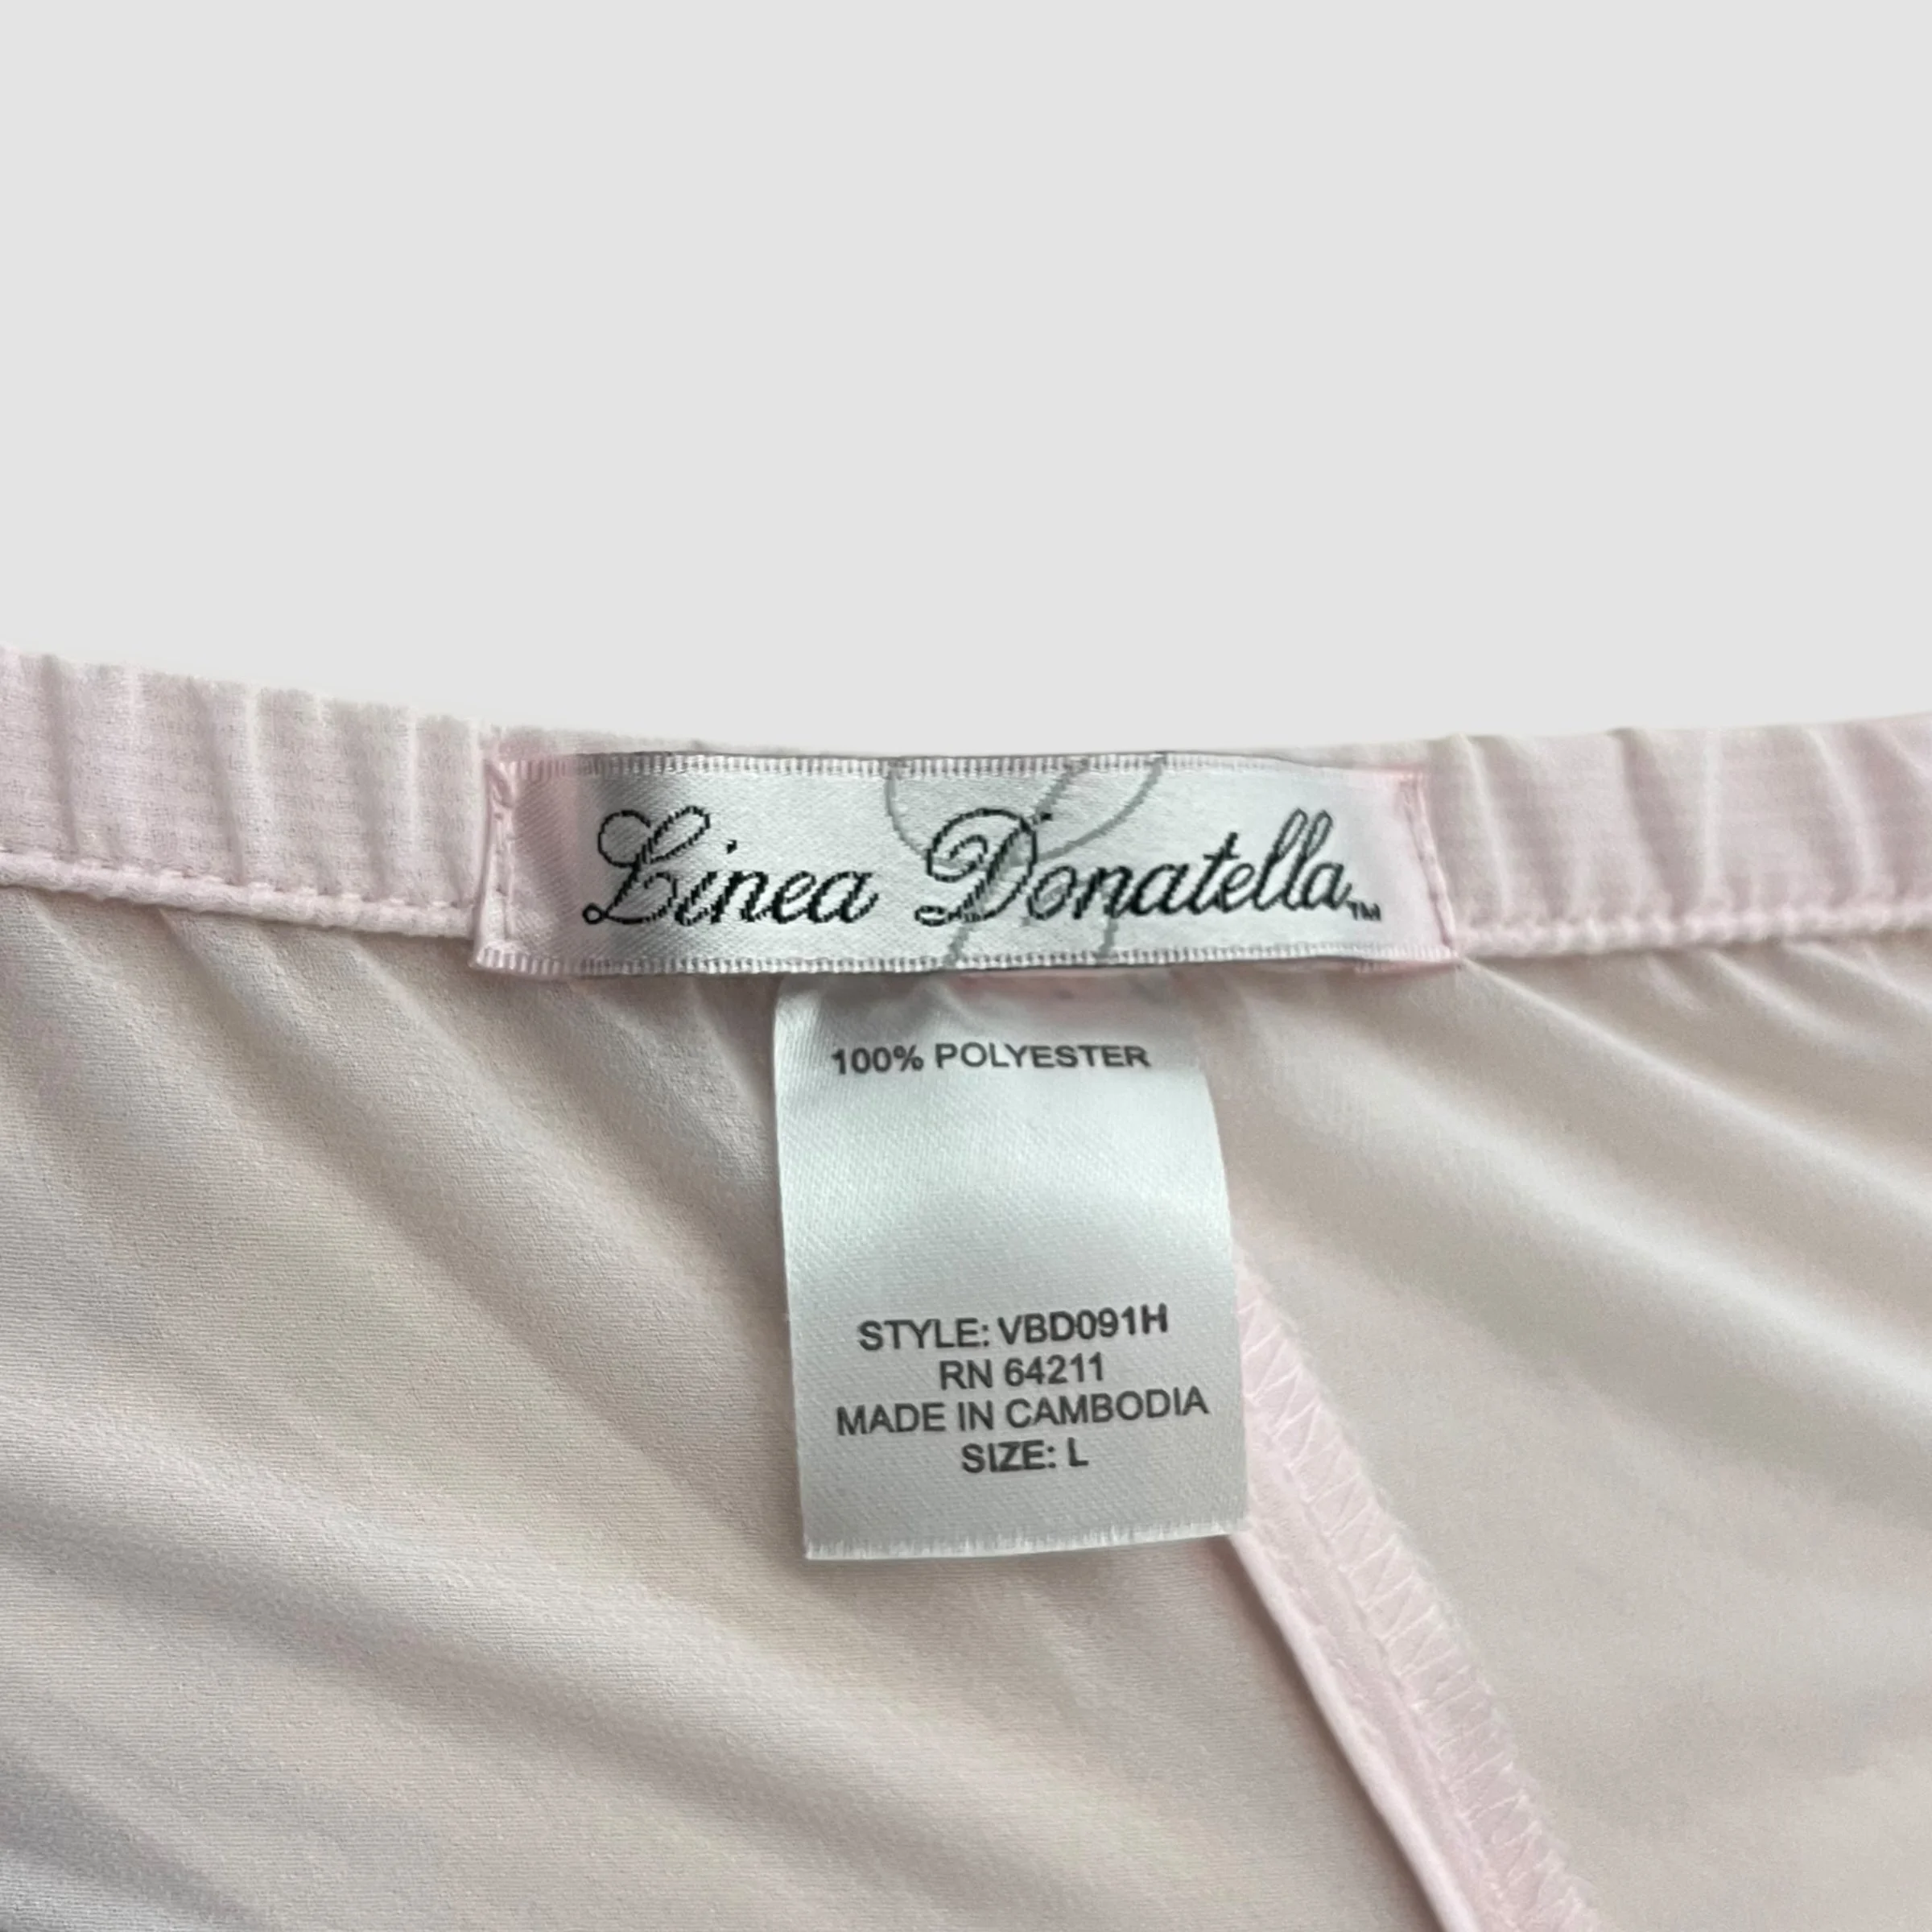 Linea Donatella™
100% POLYESTER
STYLE: VBD091H
RN 64211
MADE IN CAMBODIA
SIZE: L